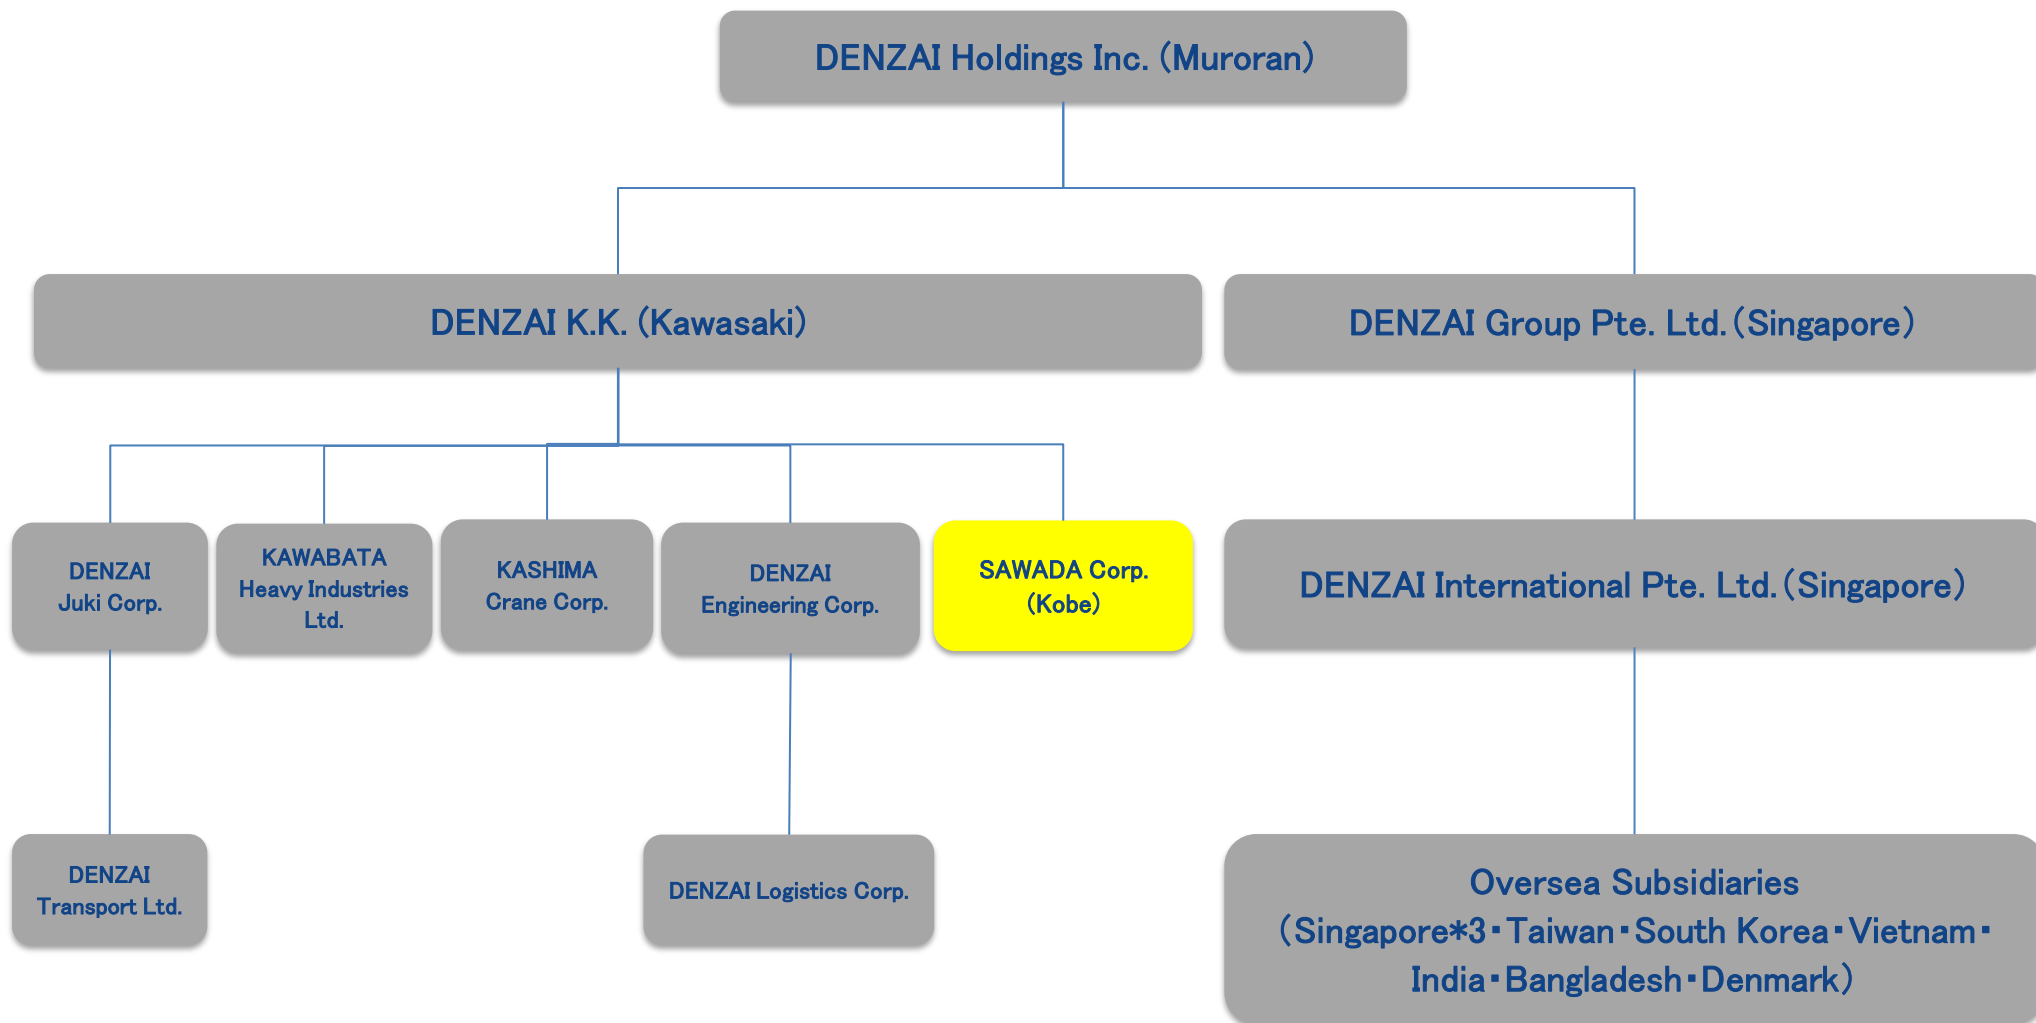 DENZAI Holdings Inc. (Muroran)
DENZAI K.K. (Kawasaki)
DENZAI Group Pte. Ltd.（Singapore）
DENZAI
Juki Corp.
KAWABATA
Heavy Industries
Ltd.
KASHIMA
Crane Corp.
DENZAI
Engineering Corp.
SAWADA Corp.
(Kobe)
DENZAI International Pte. Ltd.（Singapore）
DENZAI
Transport Ltd.
DENZAI Logistics Corp.
Oversea Subsidiaries
（Singapore*3・Taiwan・South Korea・Vietnam・
India・Bangladesh・Denmark）